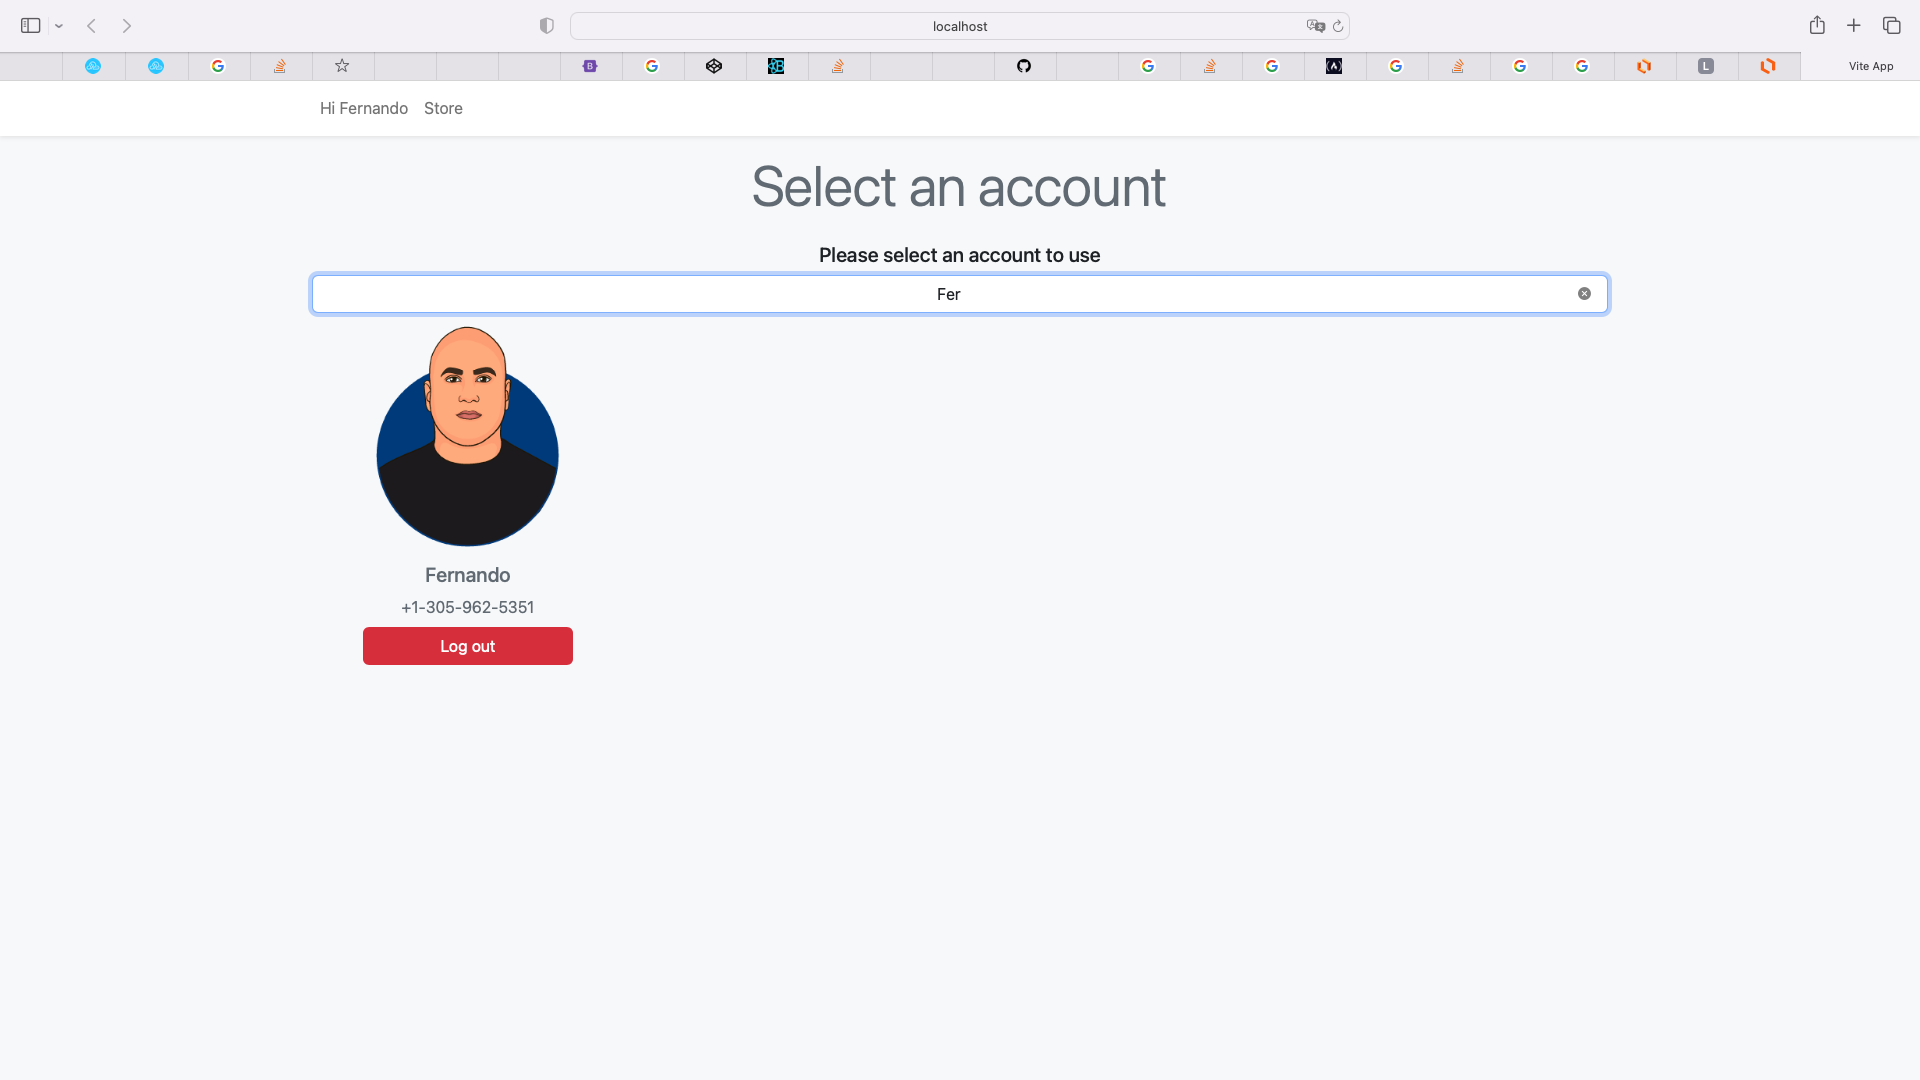 localhost
B
L
Vite App
Hi Fernando
Store
Select an account
Please select an account to use
Fer
Fernando
+1-305-962-5351
Log out